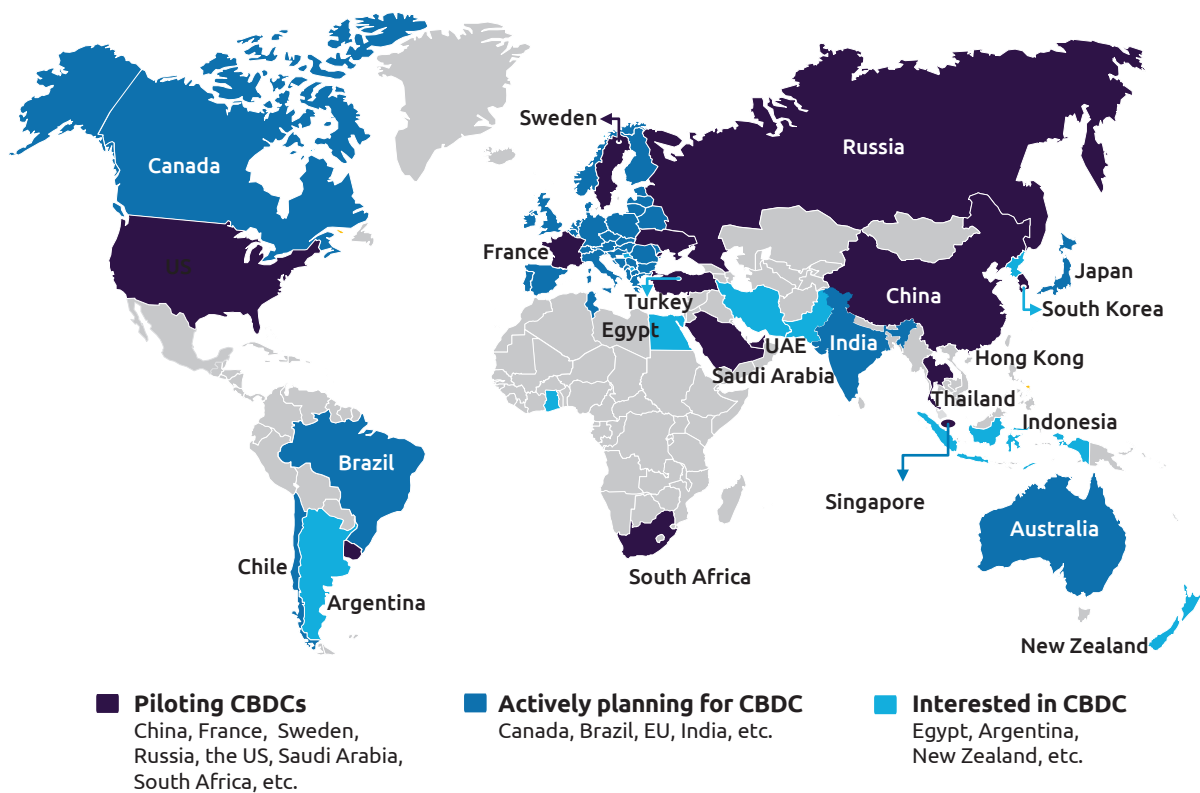 Sweden
Russia
Canada
France
US
Japan
China
Turkey
South Korea
Egypt
UAE
India
Hong Kong
Saudi Arabia
Thailand
Indonesia
Brazil
Singapore
Australia
Chile
South Africa
Argentina
New Zealand
Piloting CBDCs
China, France, Sweden,
Russia, the US, Saudi Arabia,
South Africa, etc.
Actively planning for CBDC
Canada, Brazil, EU, India, etc.
Interested in CBDC
Egypt, Argentina,
New Zealand, etc.